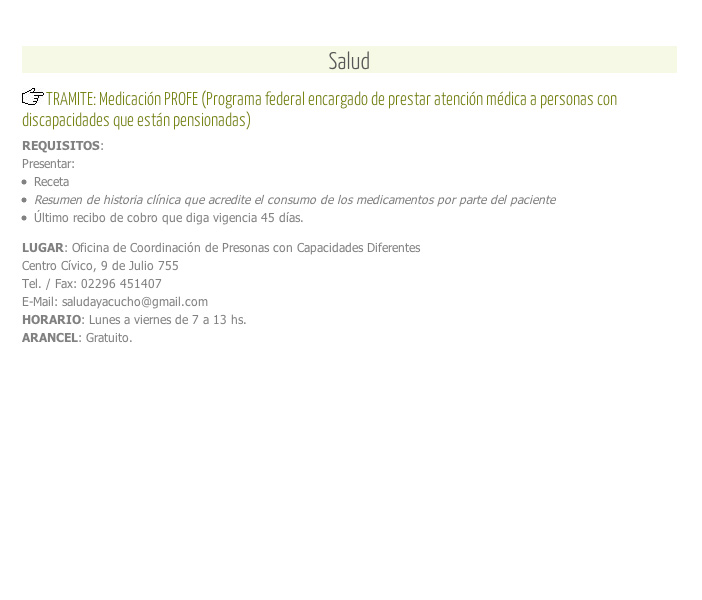 Salud
TRAMITE: Medicación PROFE (Programa federal encargado de prestar atención médica a personas con
discapacidades que están pensionadas)
REQUISITOS:
Presentar:
• Receta
• Resumen de historia clínica que acredite el consumo de los medicamentos por parte del paciente
• Último recibo de cobro que diga vigencia 45 días.
LUGAR: Oficina de Coordinación de Presonas con Capacidades Diferentes
Centro Cívico, 9 de Julio 755
Tel. / Fax: 02296 451407
E-Mail: saludayacucho@gmail.com
HORARIO: Lunes a viernes de 7 a 13 hs.
ARANCEL: Gratuito.